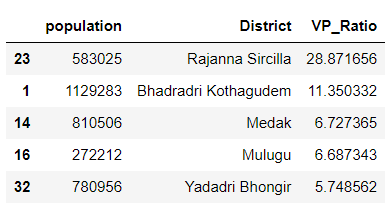 population District VP_Ratio
23 583025 Rajanna Sircilla 28.871656
1 1129283 Bhadradri Kothagudem 11.350332
14 810506 Medak 6.727365
16 272212 Mulugu 6.687343
32 780956 Yadadri Bhongir 5.748562